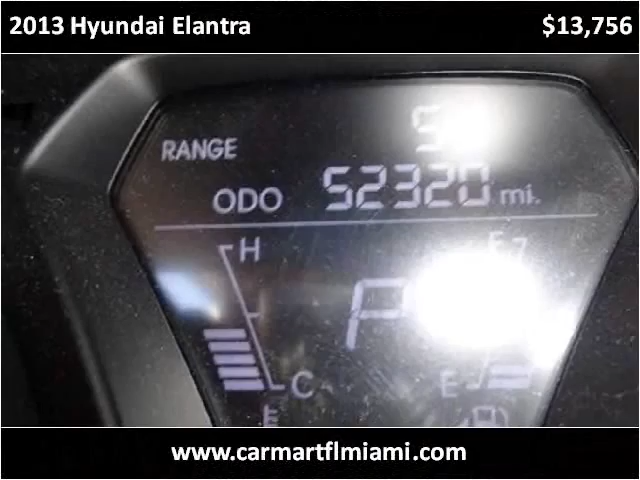 2013 Hyundai Elantra $13,756
RANGE
ODO 52320 mi.
H
P
C E
E
www.carmartflmiami.com